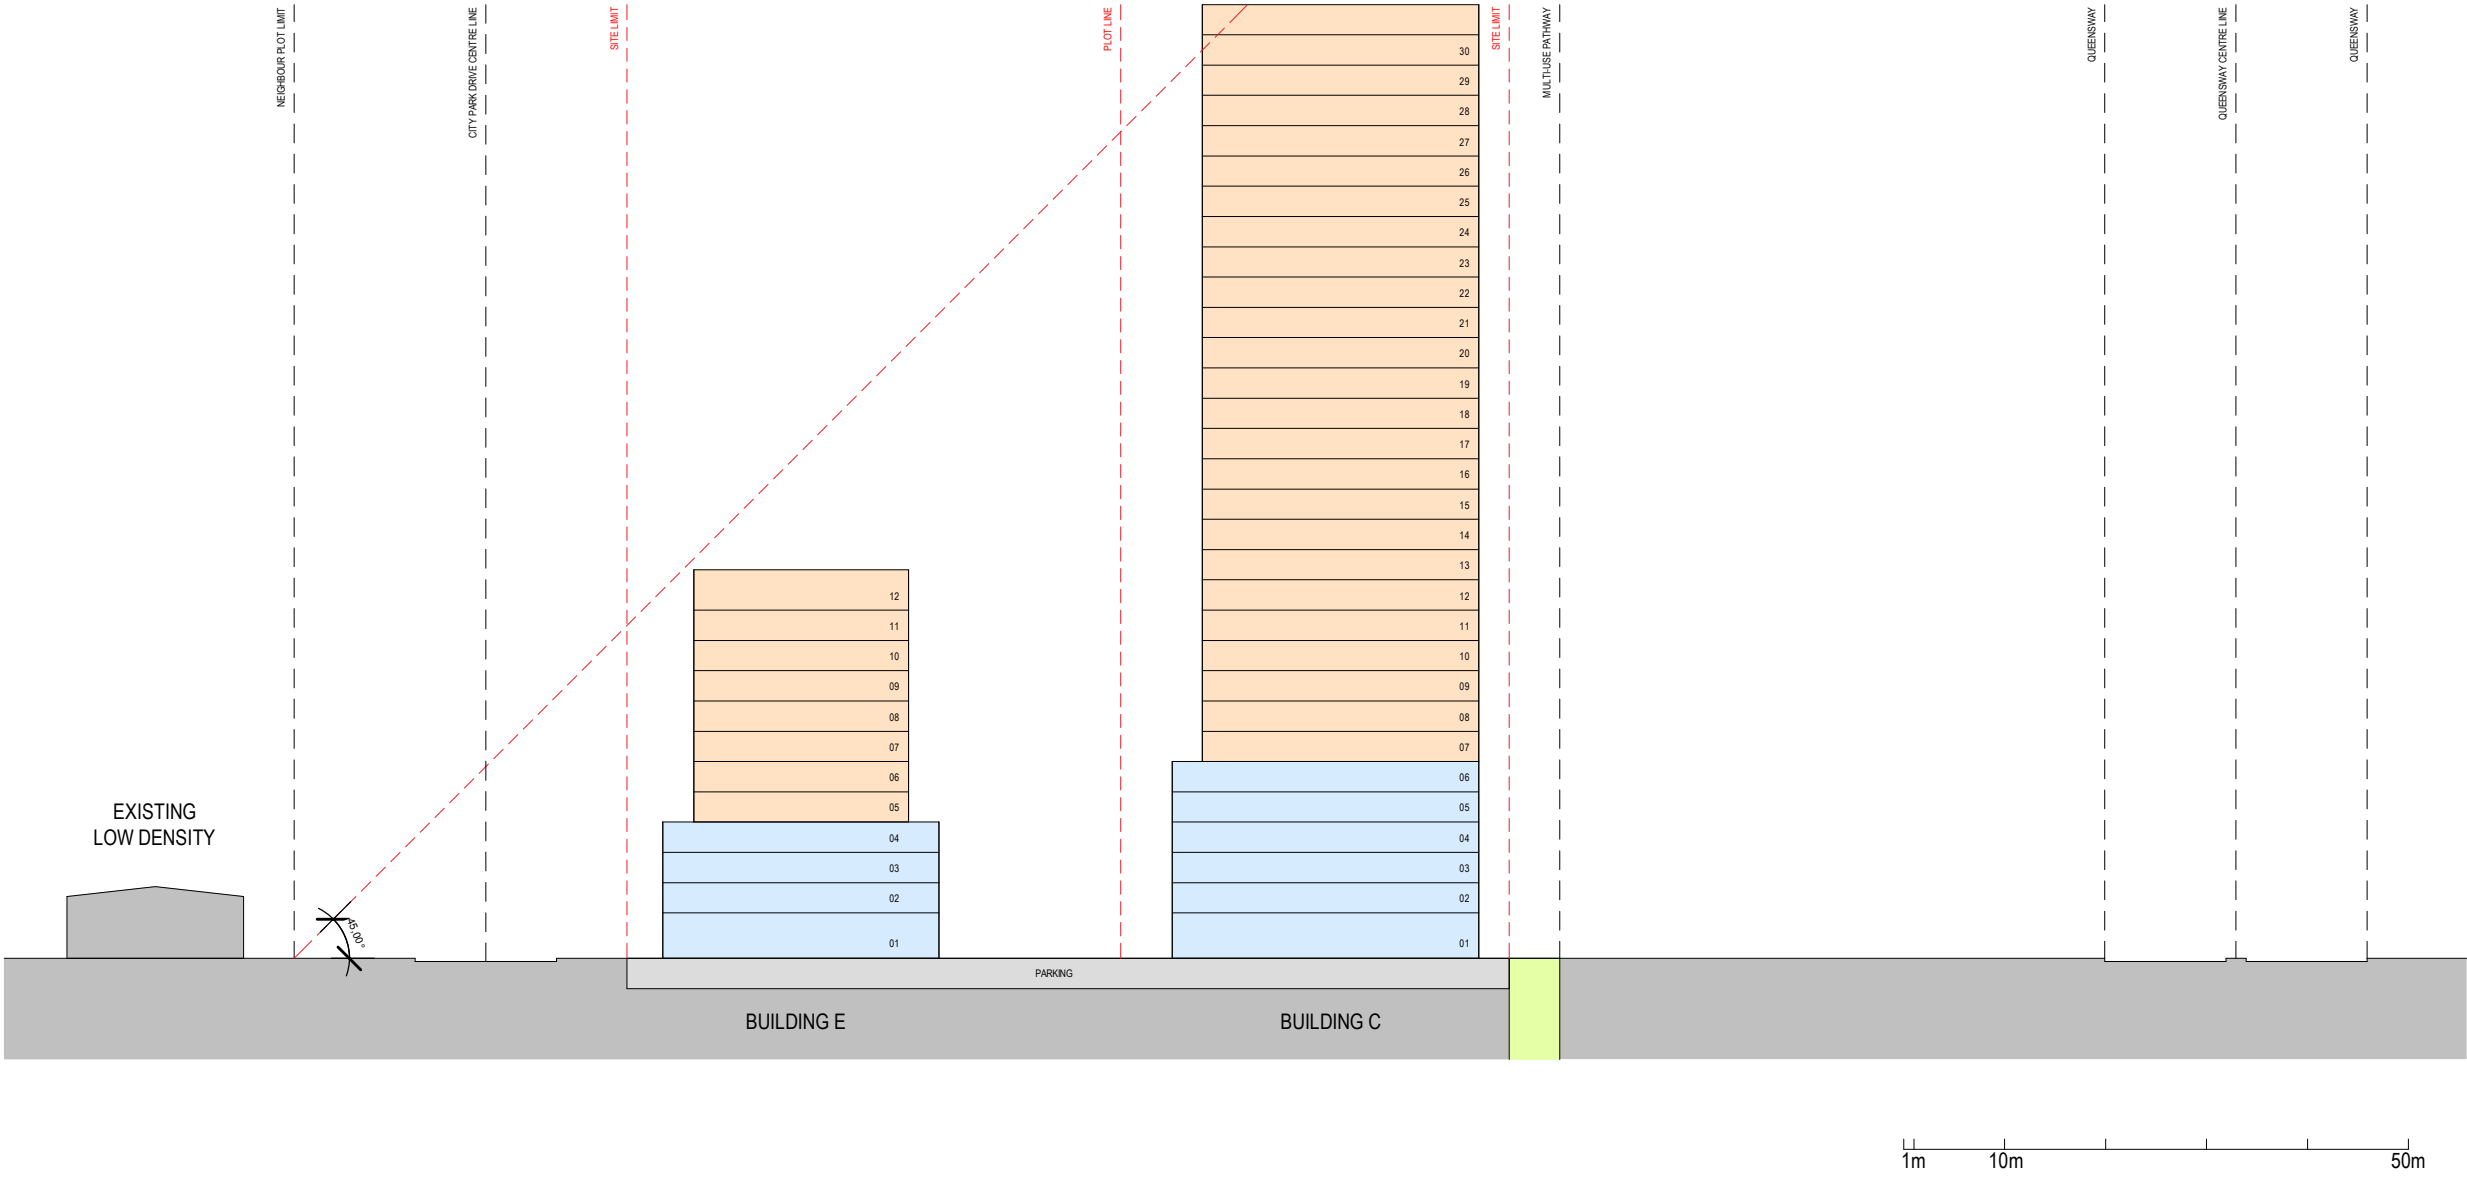 NEIGHBOUR PLOT LIMIT
CITY PARK DRIVE CENTRE LINE
SITE LIMIT
PLOT LINE
SITE LIMIT
MULTI-USE PATHWAY
QUEENSWAY
QUEENSWAY CENTRE LINE
QUEENSWAY
30
29
28
27
26
25
24
23
22
21
20
19
18
17
16
15
14
13
12
11
10
09
08
07
06
05
04
03
02
01
12
11
10
09
08
07
06
05
04
03
02
01
EXISTING
LOW DENSITY
45,00°
PARKING
BUILDING E
BUILDING C
1m
10m
50m